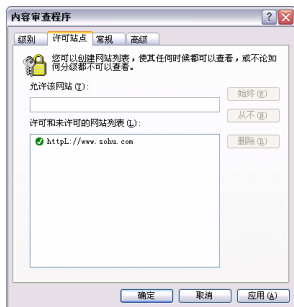 内容审查程序
级别 许可站点 常规 高级
您可以创建网站列表，使其任何时候都可以查看，或不论如
何分级都不可以查看。
允许该网站(T):
始终(W)
从不(N)
许可和未许可的网站列表(L):
删除(R)
httpL://www.sohu.com
确定 取消 应用(A)